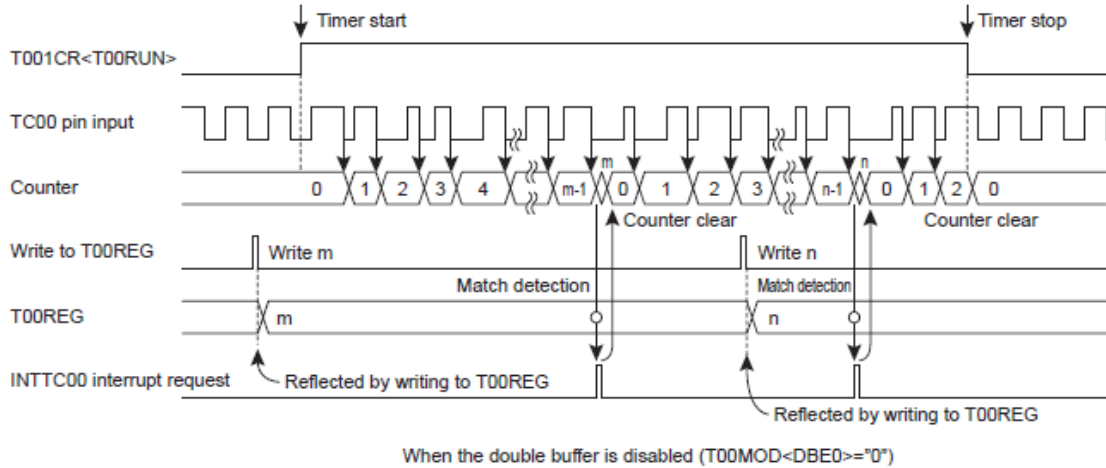 Timer start Timer stop
T001CR<T00RUN>
TC00 pin input
m n
Counter 0 1 2 3 4 m-1 0 1 2 3 n-1 0 1 2 0
Counter clear Counter clear
Write to T00REG Write m Write n
Match detection Match detection
T00REG m n
INTTC00 interrupt request Reflected by writing to T00REG
Reflected by writing to T00REG
When the double buffer is disabled (T00MOD<DBE0>="0")